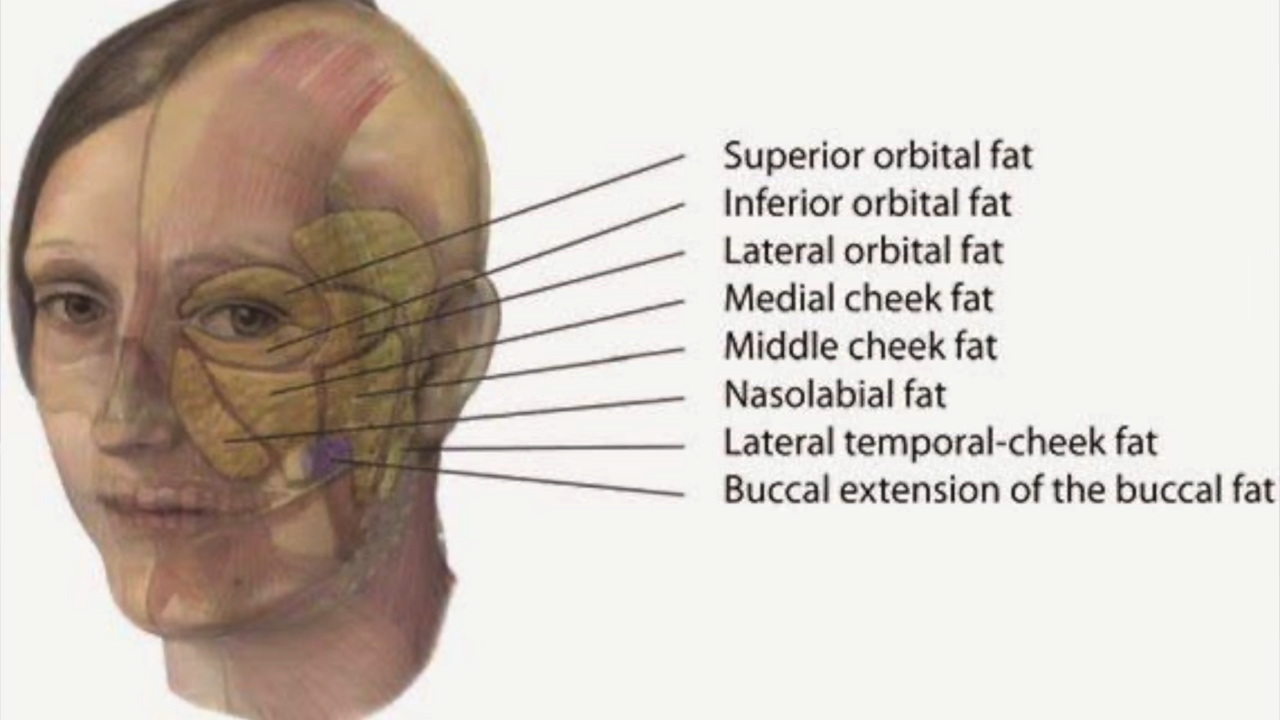 Superior orbital fat
Inferior orbital fat
Lateral orbital fat
Medial cheek fat
Middle cheek fat
Nasolabial fat
Lateral temporal-cheek fat
Buccal extension of the buccal fat